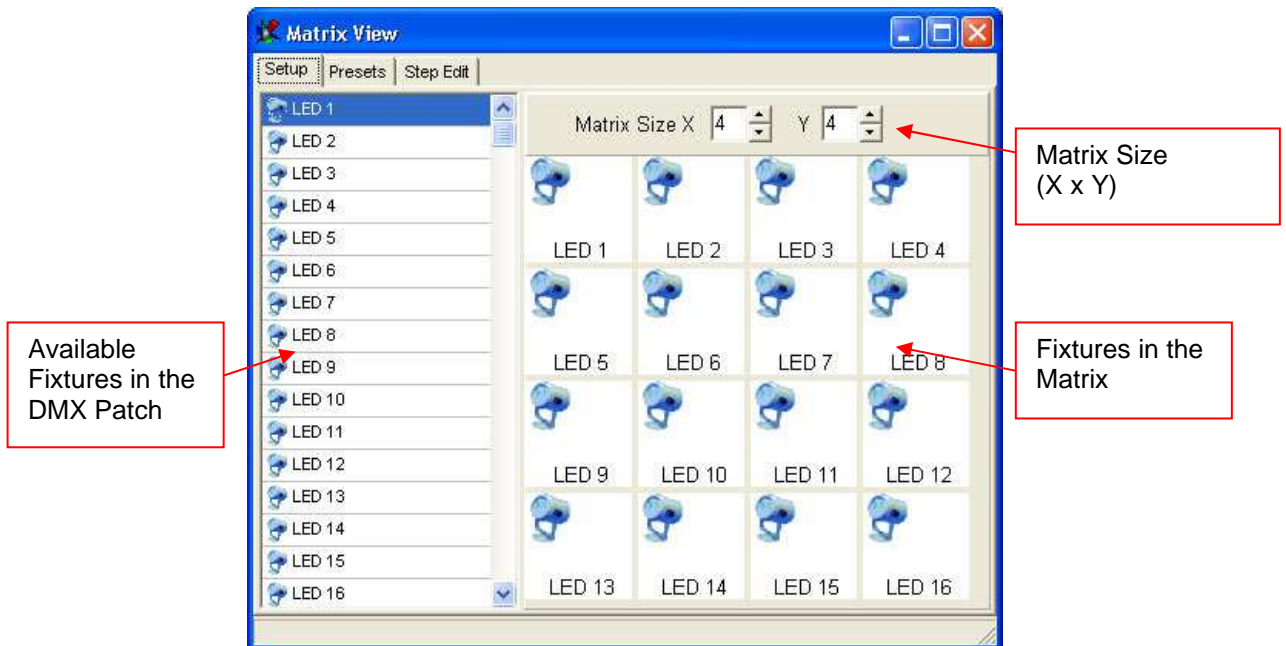 Matrix View
Setup Presets Step Edit
LED 1
LED 2
LED 3
LED 4
LED 5
LED 6
LED 7
LED 8
LED 9
LED 10
LED 11
LED 12
LED 13
LED 14
LED 15
LED 16
Matrix Size X 4 Y 4
LED 1 LED 2 LED 3 LED 4
LED 5 LED 6 LED 7 LED 8
LED 9 LED 10 LED 11 LED 12
LED 13 LED 14 LED 15 LED 16
Available
Fixtures in the
DMX Patch
Matrix Size
(X x Y)
Fixtures in the
Matrix